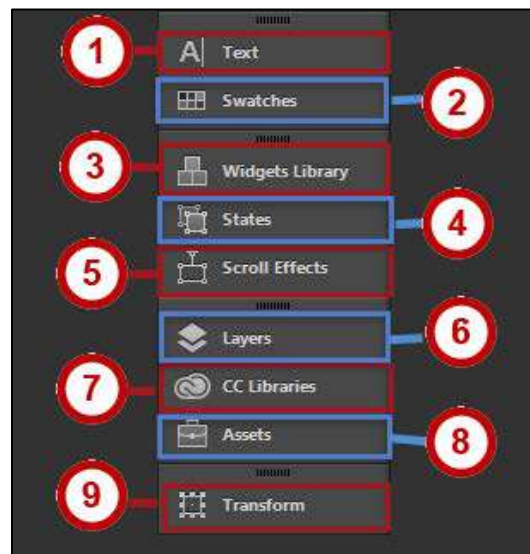 1 Text
Swatches 2
3 Widgets Library
States 4
5 Scroll Effects
Layers 6
7 CC Libraries
Assets 8
9 Transform